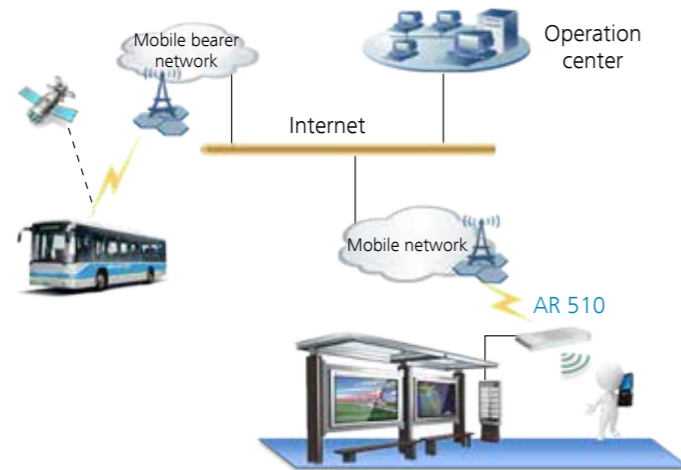 Mobile bearer
network
Operation
center
Internet
Mobile network
AR 510